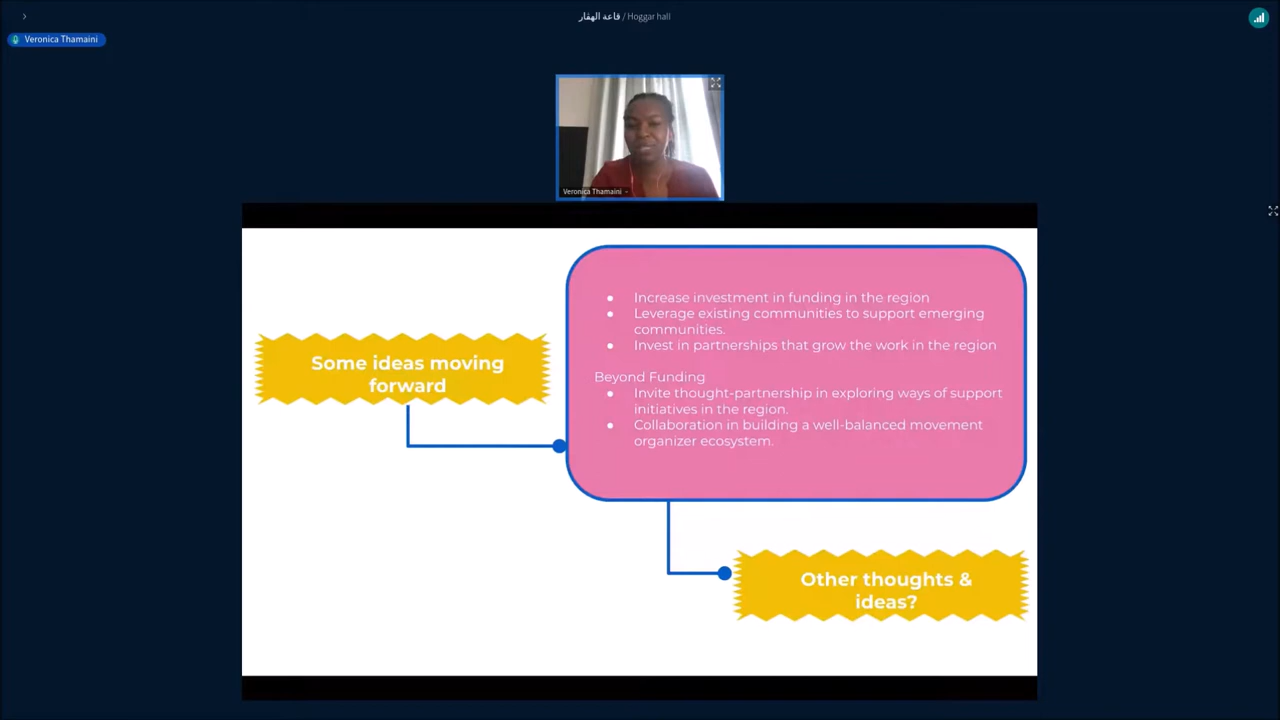 قاعة الهڨار / Hoggar hall
Veronica Thamaini
Veronica Thamaini
Some ideas moving
forward
● Increase investment in funding in the region
● Leverage existing communities to support emerging
communities.
● Invest in partnerships that grow the work in the region
Beyond Funding
● Invite thought-partnership in exploring ways of support
initiatives in the region.
● Collaboration in building a well-balanced movement
organizer ecosystem.
Other thoughts &
ideas?